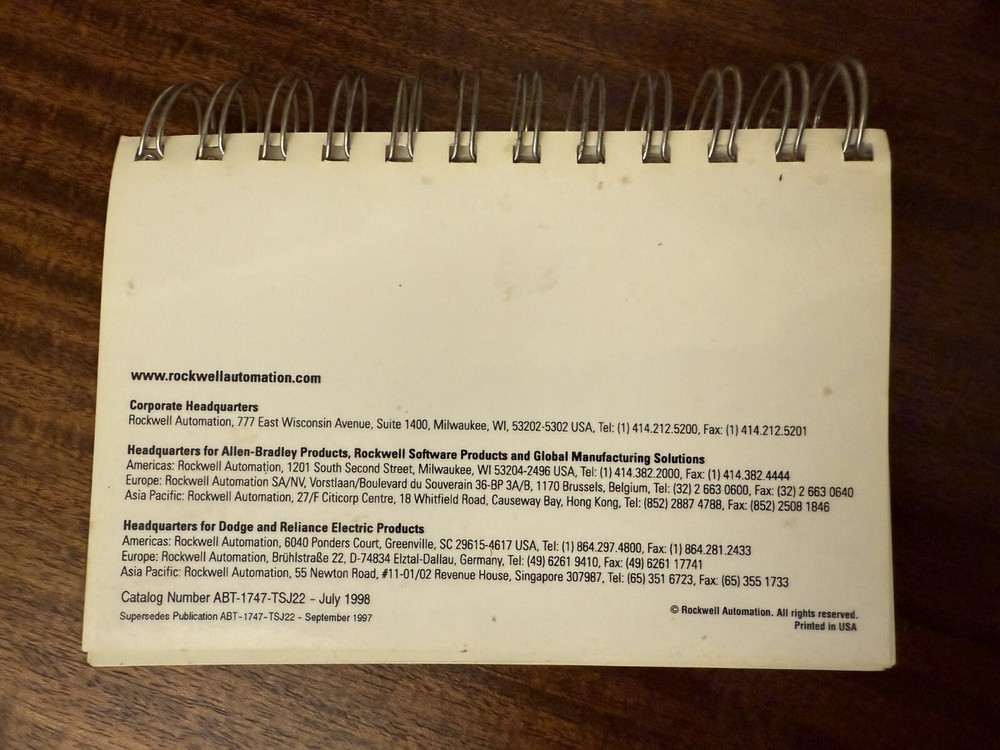 www.rockwellautomation.com
Corporate Headquarters
Rockwell Automation, 777 East Wisconsin Avenue, Suite 1400, Milwaukee, WI, 53202-5302 USA, Tel: (1) 414.212.5200, Fax: (1) 414.212.5201
Headquarters for Allen-Bradley Products, Rockwell Software Products and Global Manufacturing Solutions
Americas: Rockwell Automation, 1201 South Second Street, Milwaukee, WI 53204-2496 USA, Tel: (1) 414.382.2000, Fax: (1) 414.382.4444
Europe: Rockwell Automation SA/NV, Vorstlaan/Boulevard du Souverain 36-BP 3A/B, 1170 Brussels, Belgium, Tel: (32) 2 663 0600, Fax: (32) 2 663 0640
Asia Pacific: Rockwell Automation, 27/F Citicorp Centre, 18 Whitfield Road, Causeway Bay, Hong Kong, Tel: (852) 2887 4788, Fax: (852) 2508 1846
Headquarters for Dodge and Reliance Electric Products
Americas: Rockwell Automation, 6040 Ponders Court, Greenville, SC 29615-4617 USA, Tel: (1) 864.297.4800, Fax: (1) 864.281.2433
Europe: Rockwell Automation, Brühlstraße 22, D-74834 Elztal-Dallau, Germany, Tel: (49) 6261 9410, Fax: (49) 6261 17741
Asia Pacific: Rockwell Automation, 55 Newton Road, #11-01/02 Revenue House, Singapore 307987, Tel: (65) 351 6723, Fax: (65) 355 1733
Catalog Number ABT-1747-TSJ22 - July 1998
Supersedes Publication ABT-1747-TSJ22 - September 1997
© Rockwell Automation. All rights reserved.
Printed in USA